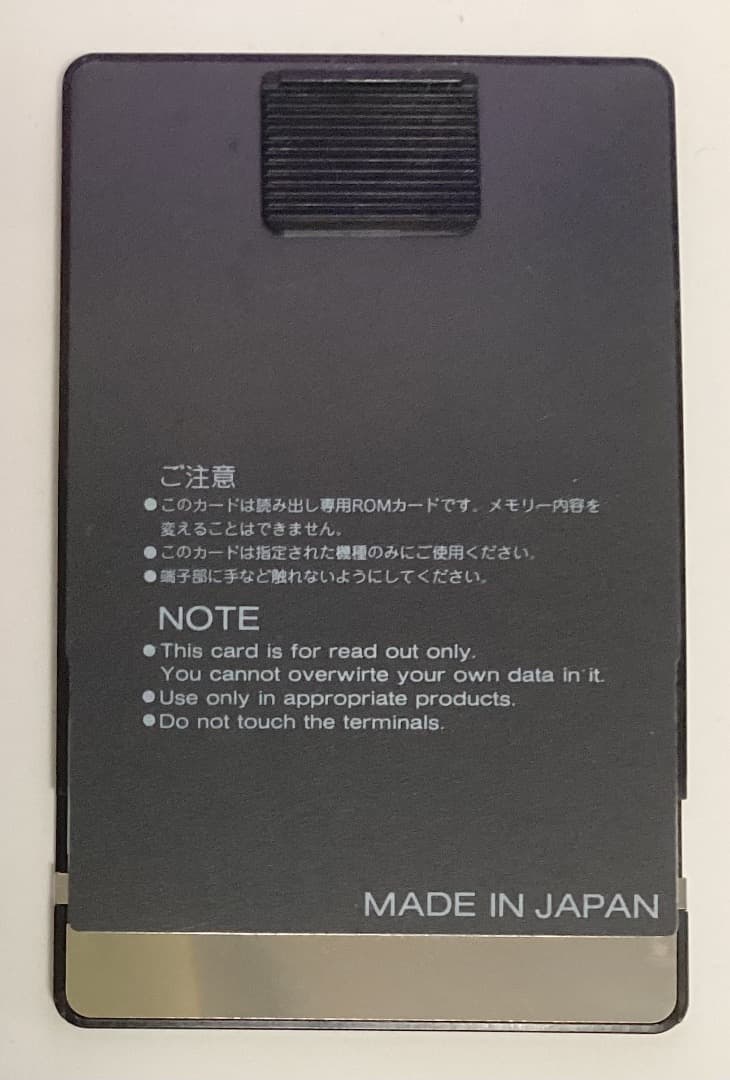 ご注意
●このカードは読み出し専用ROMカードです。メモリー内容を
変えることはできません。
●このカードは指定された機種のみにご使用ください。
●端子部に手など触れないようにしてください。
NOTE
●This card is for read out only.
You cannot overwirte your own data in it.
●Use only in appropriate products.
●Do not touch the terminals.
MADE IN JAPAN